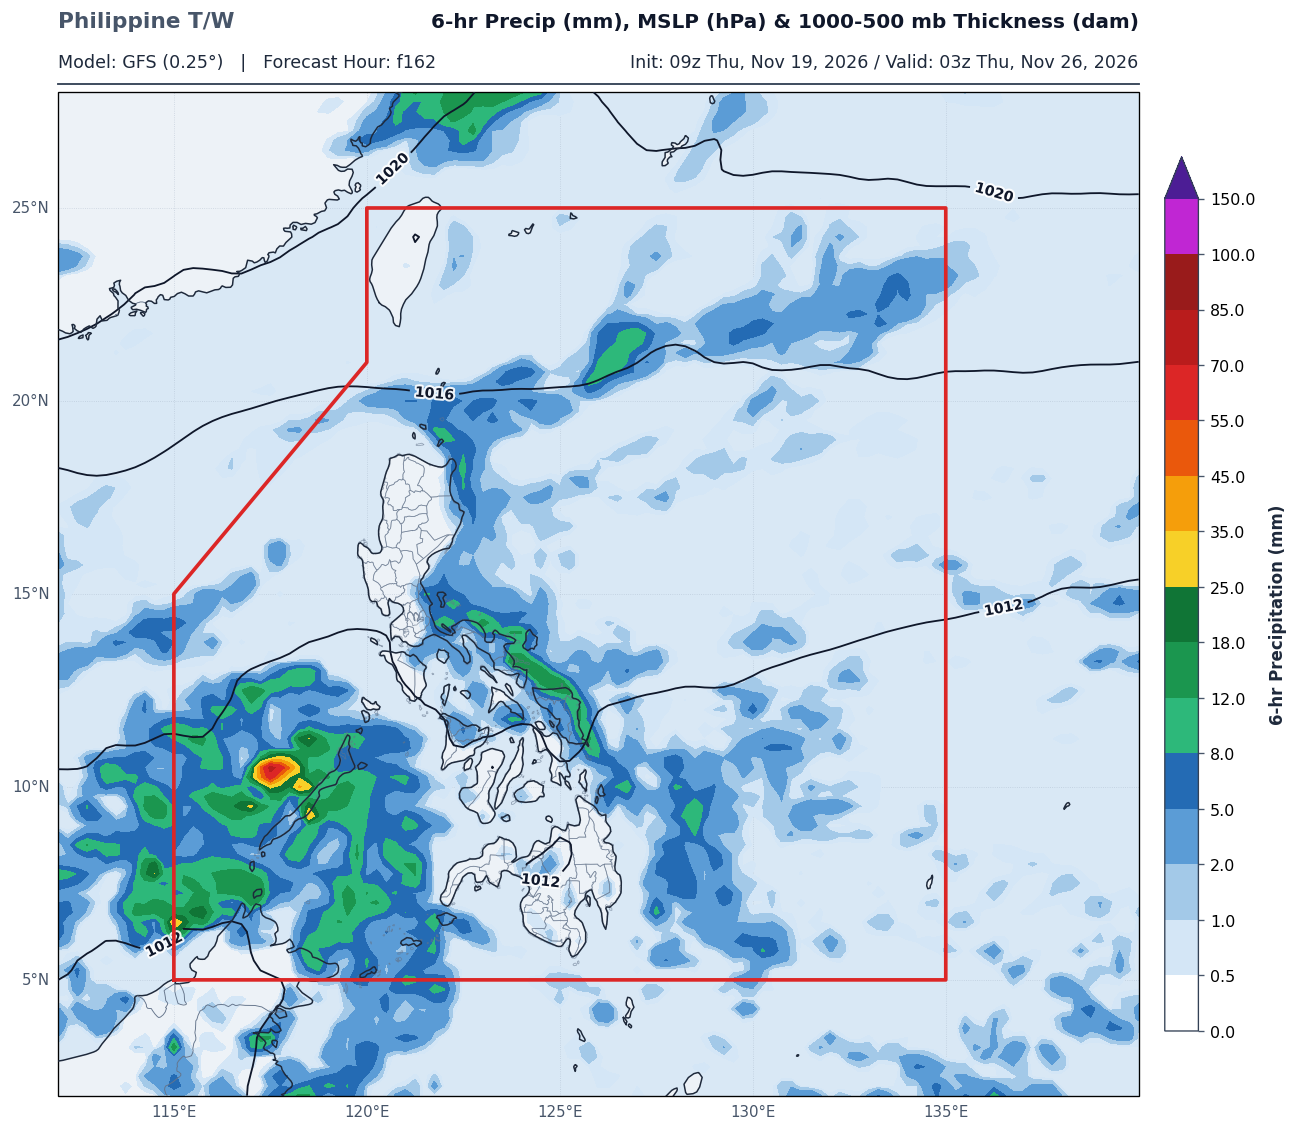 Philippine T/W
6-hr Precip (mm), MSLP (hPa) & 1000-500 mb Thickness (dam)
Model: GFS (0.25°) | Forecast Hour: f162
Init: 09z Thu, Nov 19, 2026 / Valid: 03z Thu, Nov 26, 2026
1020
1020
25°N
1016
20°N
15°N
1012
10°N
1012
1012
5°N
115°E
120°E
125°E
130°E
135°E
150.0
100.0
85.0
70.0
55.0
45.0
35.0
25.0
18.0
12.0
8.0
5.0
2.0
1.0
0.5
0.0
6-hr Precipitation (mm)